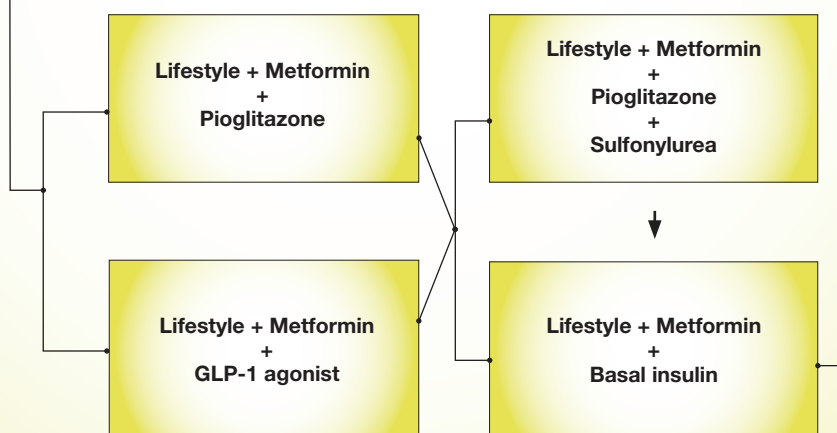 Lifestyle + Metformin
+
Pioglitazone
Lifestyle + Metformin
+
Pioglitazone
+
Sulfonylurea
Lifestyle + Metformin
+
GLP-1 agonist
Lifestyle + Metformin
+
Basal insulin